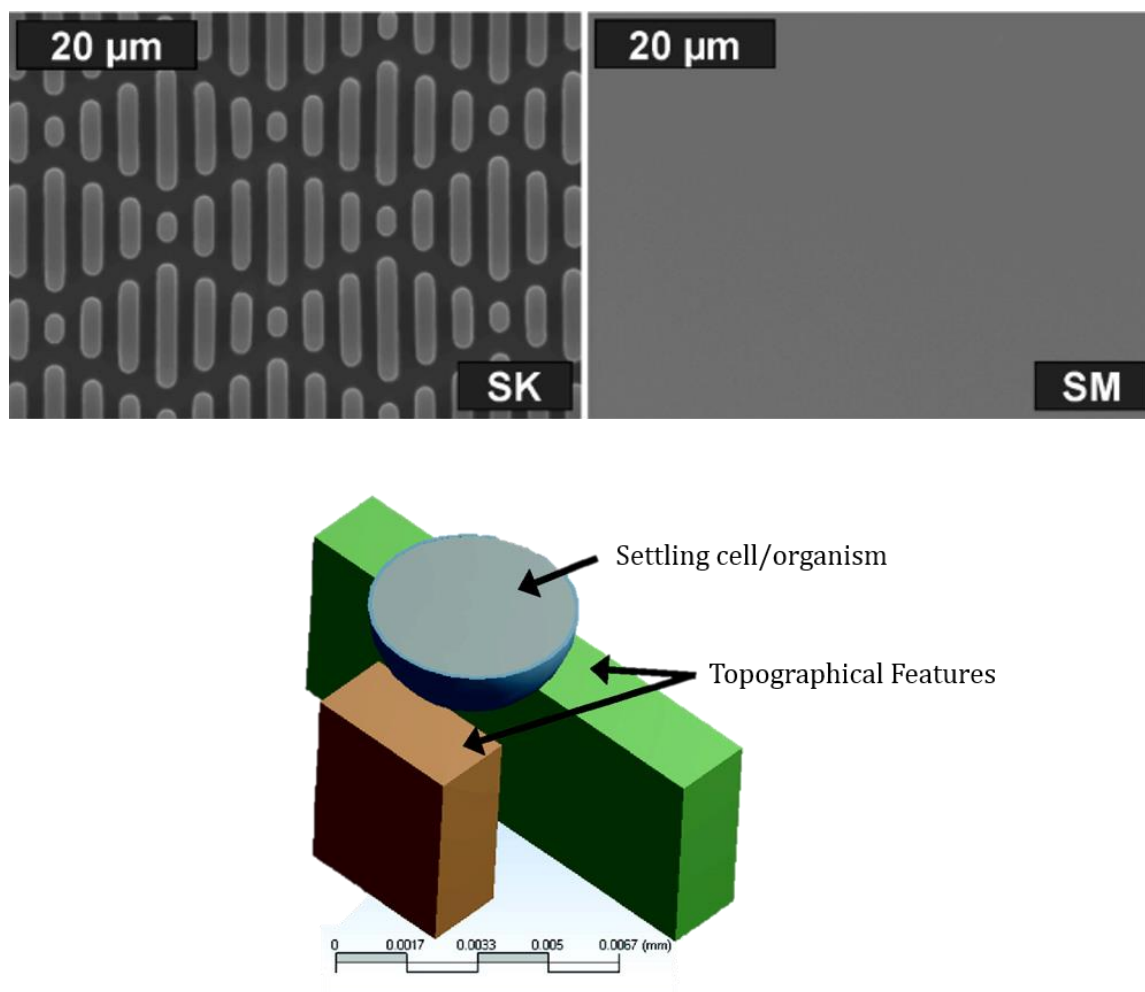 20 µm
20 µm
SK
SM
Settling cell/organism
Topographical Features
0 0.0017 0.0033 0.005 0.0067 (mm)